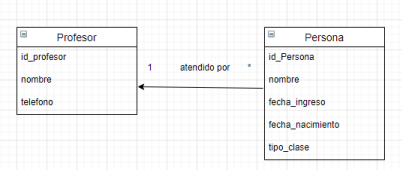 Profesor
id_profesor
nombre
telefono
1 atendido por *
Persona
id_Persona
nombre
fecha_ingreso
fecha_nacimiento
tipo_clase